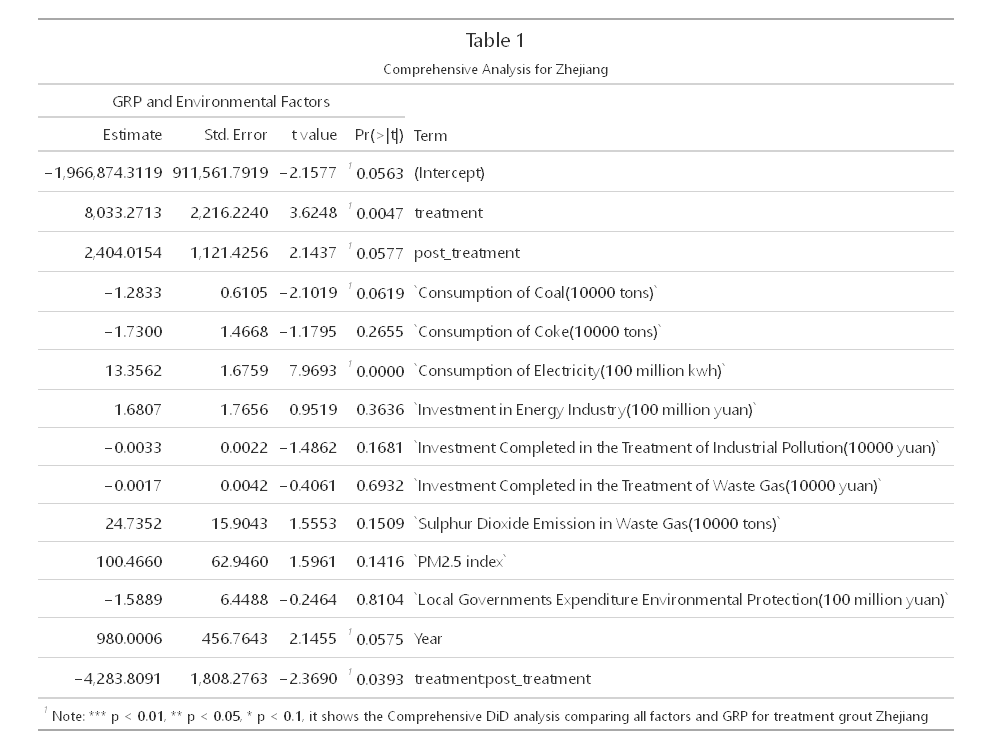 Table 1
Comprehensive Analysis for Zhejiang
GRP and Environmental Factors
Estimate Std. Error t value Pr(>|t|) Term
−1,966,874.3119 911,561.7919 −2.1577 1 0.0563 (Intercept)
8,033.2713 2,216.2240 3.6248 1 0.0047 treatment
2,404.0154 1,121.4256 2.1437 1 0.0577 post_treatment
−1.2833 0.6105 −2.1019 1 0.0619 `Consumption of Coal(10000 tons)`
−1.7300 1.4668 −1.1795 0.2655 `Consumption of Coke(10000 tons)`
13.3562 1.6759 7.9693 1 0.0000 `Consumption of Electricity(100 million kwh)`
1.6807 1.7656 0.9519 0.3636 `Investment in Energy Industry(100 million yuan)`
−0.0033 0.0022 −1.4862 0.1681 `Investment Completed in the Treatment of Industrial Pollution(10000 yuan)`
−0.0017 0.0042 −0.4061 0.6932 `Investment Completed in the Treatment of Waste Gas(10000 yuan)`
24.7352 15.9043 1.5553 0.1509 `Sulphur Dioxide Emission in Waste Gas(10000 tons)`
100.4660 62.9460 1.5961 0.1416 `PM2.5 index`
−1.5889 6.4488 −0.2464 0.8104 `Local Governments Expenditure Environmental Protection(100 million yuan)`
980.0006 456.7643 2.1455 1 0.0575 Year
−4,283.8091 1,808.2763 −2.3690 1 0.0393 treatment:post_treatment
1 Note: *** p < 0.01, ** p < 0.05, * p < 0.1, it shows the Comprehensive DiD analysis comparing all factors and GRP for treatment grout Zhejiang